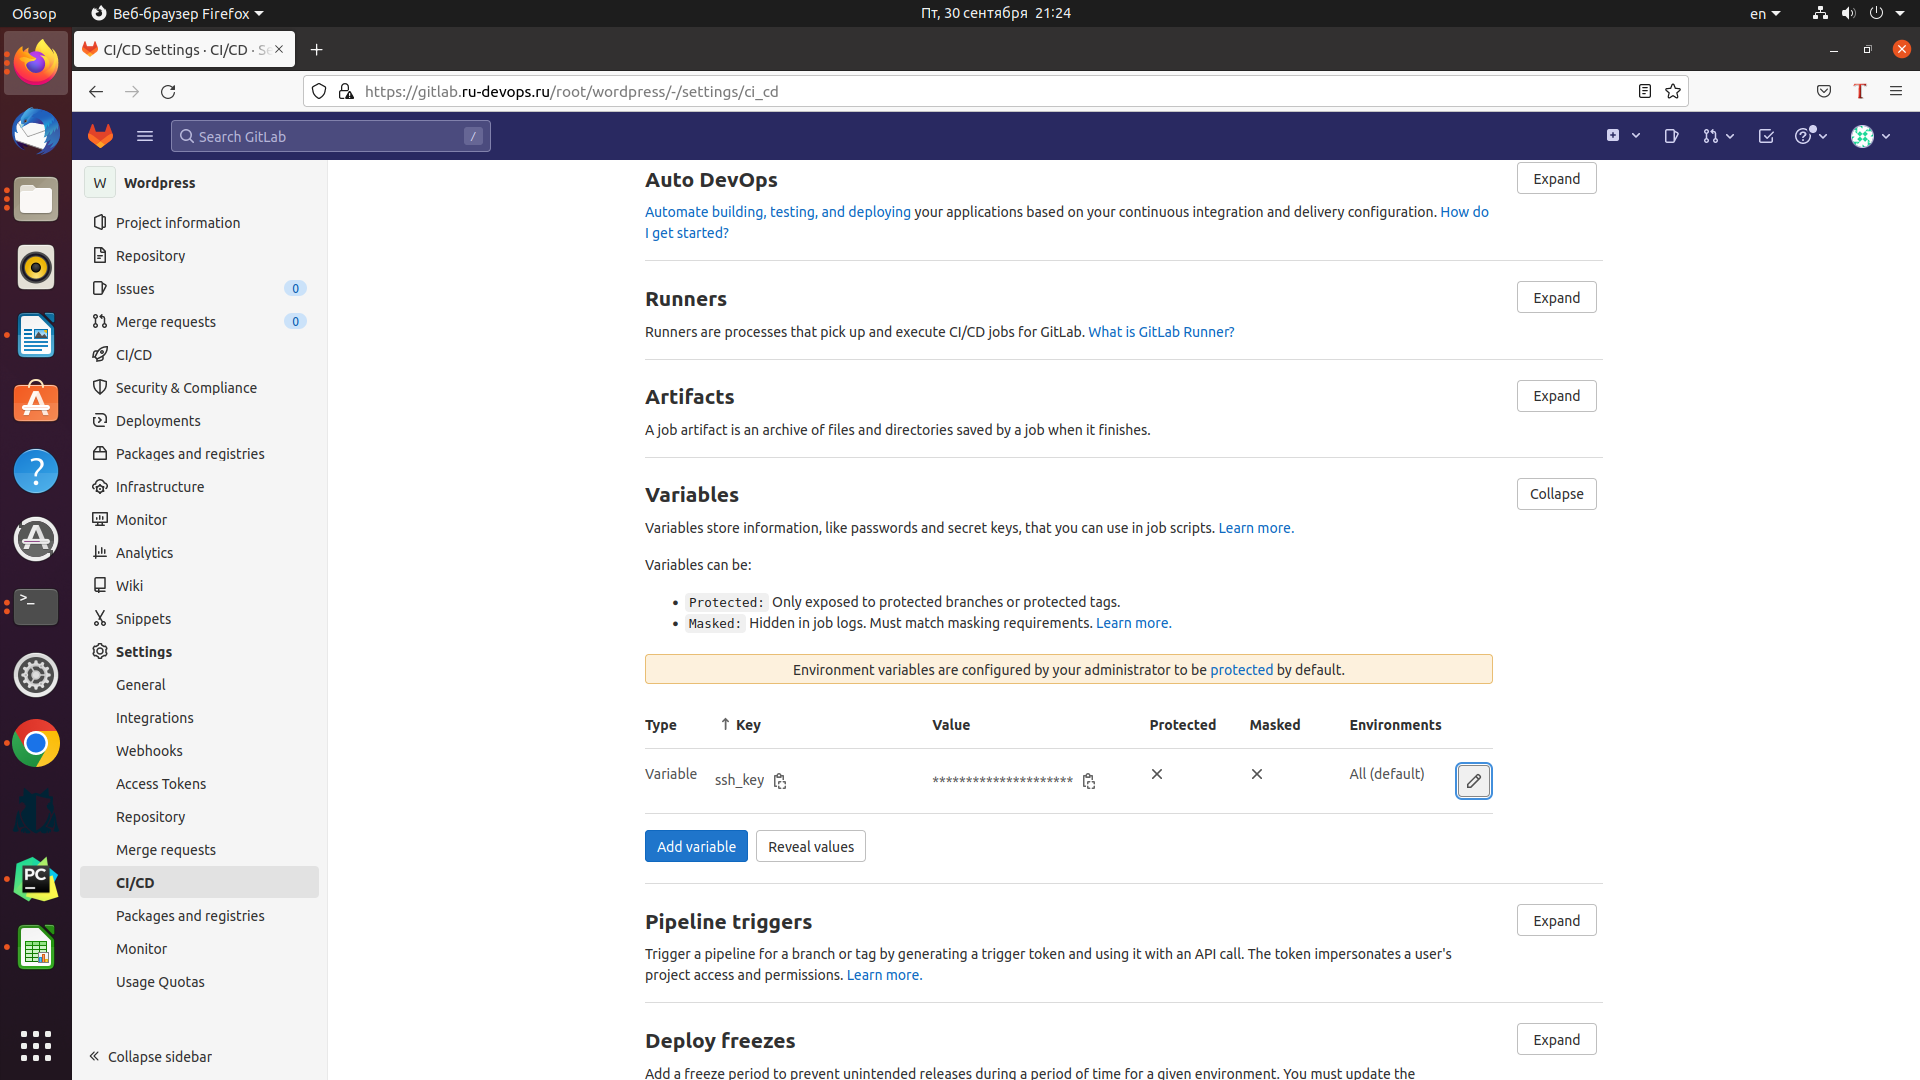 Обзор
Веб-браузер Firefox
Пт, 30 сентября 21:24
en
CI/CD Settings · CI/CD · Se
https://gitlab.ru-devops.ru/root/wordpress/-/settings/ci_cd
T
Search GitLab
/
W
Wordpress
Project information
Repository
Issues
0
Merge requests
0
CI/CD
Security & Compliance
Deployments
Packages and registries
Infrastructure
Monitor
Analytics
Wiki
Snippets
Settings
General
Integrations
Webhooks
Access Tokens
Repository
Merge requests
CI/CD
Packages and registries
Monitor
Usage Quotas
Collapse sidebar
Auto DevOps
Expand
Automate building, testing, and deploying your applications based on your continuous integration and delivery configuration. How do
I get started?
Runners
Expand
Runners are processes that pick up and execute CI/CD jobs for GitLab. What is GitLab Runner?
Artifacts
Expand
A job artifact is an archive of files and directories saved by a job when it finishes.
Variables
Collapse
Variables store information, like passwords and secret keys, that you can use in job scripts. Learn more.
Variables can be:
• Protected: Only exposed to protected branches or protected tags.
• Masked: Hidden in job logs. Must match masking requirements. Learn more.
Environment variables are configured by your administrator to be protected by default.
Type ↑ Key Value Protected Masked Environments
Variable ssh_key ********************* All (default)
Add variable Reveal values
Pipeline triggers
Expand
Trigger a pipeline for a branch or tag by generating a trigger token and using it with an API call. The token impersonates a user's
project access and permissions. Learn more.
Deploy freezes
Expand
Add a freeze period to prevent unintended releases during a period of time for a given environment. You must update the
PC